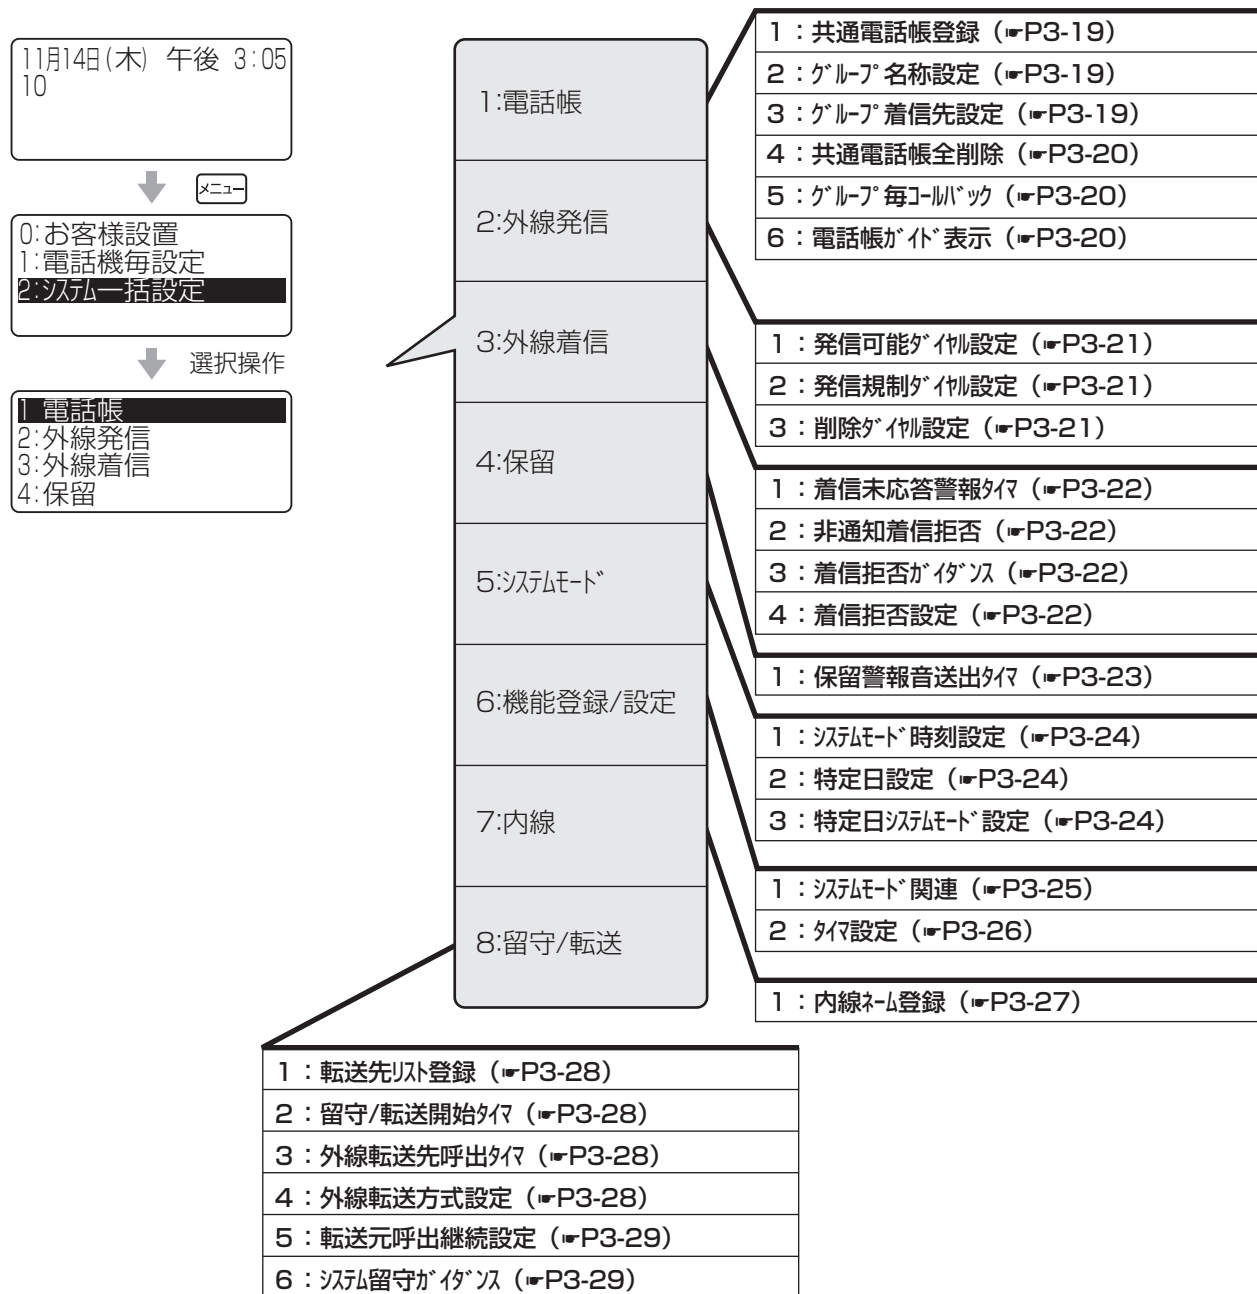 11月14日(木) 午後 3:05
10
メニュー
0:お客様設置
1:電話機毎設定
2:ｼｽﾃﾑ一括設定
選択操作
1 電話帳
2:外線発信
3:外線着信
4:保留
1:電話帳
2:外線発信
3:外線着信
4:保留
5:ｼｽﾃﾑﾓｰﾄﾞ
6:機能登録/設定
7:内線
8:留守/転送
1：共通電話帳登録（☛P3-19）
2：ｸﾞﾙｰﾌﾟ名称設定（☛P3-19）
3：ｸﾞﾙｰﾌﾟ着信先設定（☛P3-19）
4：共通電話帳全削除（☛P3-20）
5：ｸﾞﾙｰﾌﾟ毎ｺｰﾙﾊﾞｯｸ（☛P3-20）
6：電話帳ｶﾞｲﾄﾞ表示（☛P3-20）
1：発信可能ﾀﾞｲﾔﾙ設定（☛P3-21）
2：発信規制ﾀﾞｲﾔﾙ設定（☛P3-21）
3：削除ﾀﾞｲﾔﾙ設定（☛P3-21）
1：着信未応答警報ﾀｲﾏ（☛P3-22）
2：非通知着信拒否（☛P3-22）
3：着信拒否ｶﾞｲﾀﾞﾝｽ（☛P3-22）
4：着信拒否設定（☛P3-22）
1：保留警報音送出ﾀｲﾏ（☛P3-23）
1：ｼｽﾃﾑﾓｰﾄﾞ時刻設定（☛P3-24）
2：特定日設定（☛P3-24）
3：特定日ｼｽﾃﾑﾓｰﾄﾞ設定（☛P3-24）
1：ｼｽﾃﾑﾓｰﾄﾞ関連（☛P3-25）
2：ﾀｲﾏ設定（☛P3-26）
1：内線ﾈｰﾑ登録（☛P3-27）
1：転送先ﾘｽﾄ登録（☛P3-28）
2：留守/転送開始ﾀｲﾏ（☛P3-28）
3：外線転送先呼出ﾀｲﾏ（☛P3-28）
4：外線転送方式設定（☛P3-28）
5：転送元呼出継続設定（☛P3-29）
6：ｼｽﾃﾑ留守ｶﾞｲﾀﾞﾝｽ（☛P3-29）